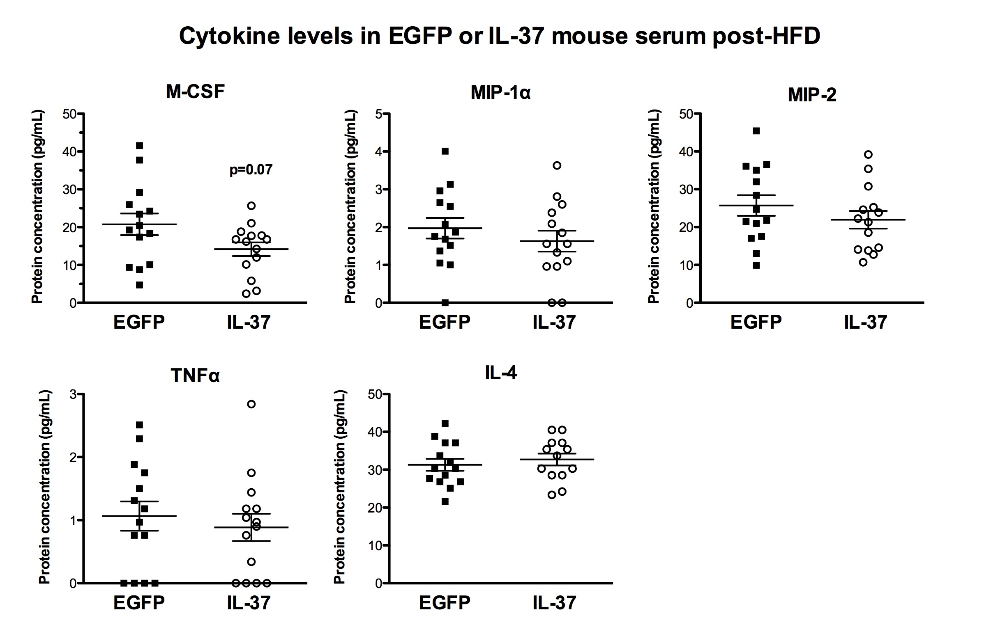 Cytokine levels in EGFP or IL-37 mouse serum post-HFD
M-CSF
Protein concentration (pg/mL)
50
40
30
20
10
0
p=0.07
EGFP
IL-37
MIP-1α
Protein concentration (pg/mL)
5
4
3
2
1
0
EGFP
IL-37
MIP-2
Protein concentration (pg/mL)
50
40
30
20
10
0
EGFP
IL-37
TNFα
Protein concentration (pg/mL)
3
2
1
0
EGFP
IL-37
IL-4
Protein concentration (pg/mL)
50
40
30
20
10
0
EGFP
IL-37